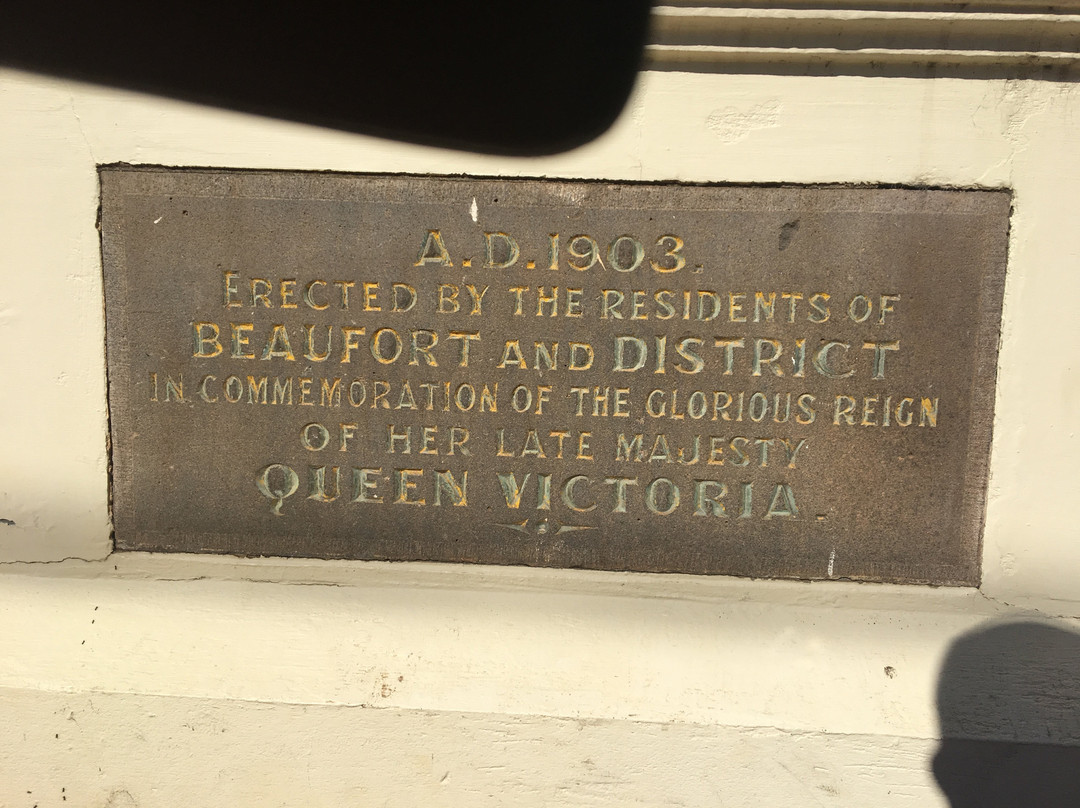 A.D.1903.
ERECTED BY THE RESIDENTS OF
BEAUFORT AND DISTRICT
IN COMMEMORATION OF THE GLORIOUS REIGN
OF HER LATE MAJESTY
QUEEN VICTORIA.